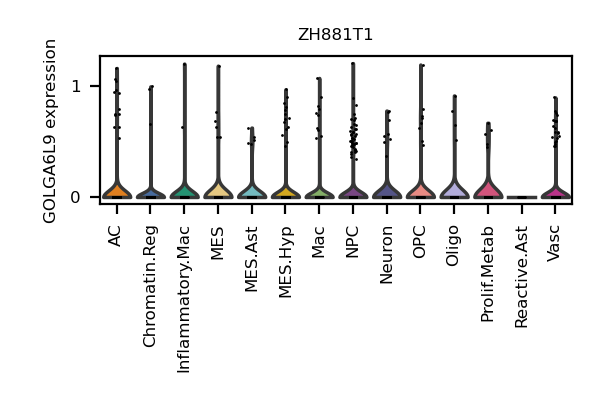 ZH881T1
GOLGA6L9 expression
1
0
AC
Chromatin.Reg
Inflammatory.Mac
MES
MES.Ast
MES.Hyp
Mac
NPC
Neuron
OPC
Oligo
Prolif.Metab
Reactive.Ast
Vasc